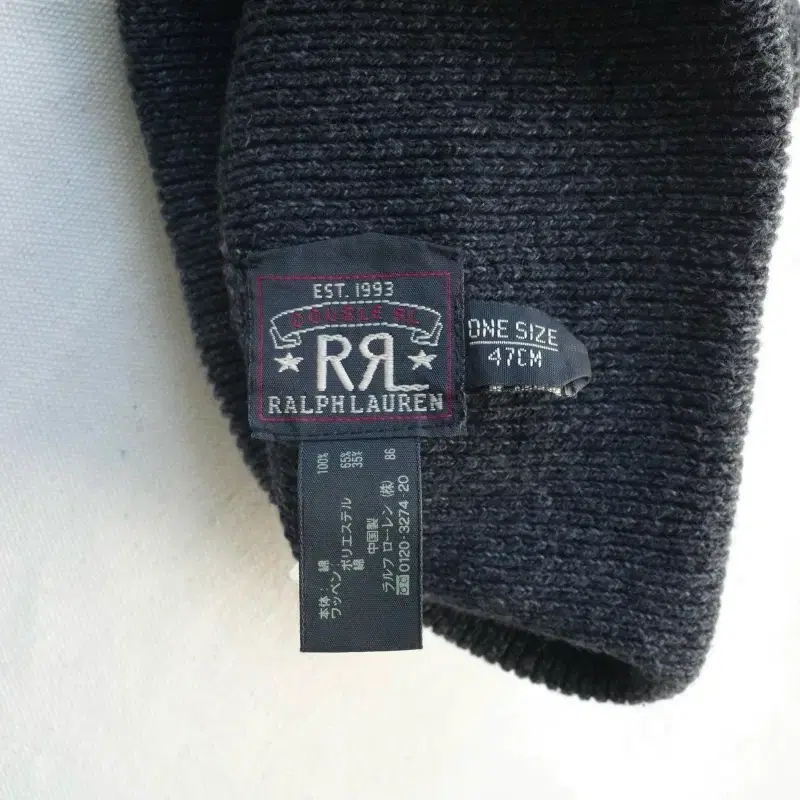 EST. 1993
DOUBLE RL
RRL
RALPH LAUREN
ONE SIZE
47CM
本体: 綿 100%
ワッペン: ポリエステル 65%
綿 35%
中国製
ラルフ ローレン (株) 86
0120-3274-20